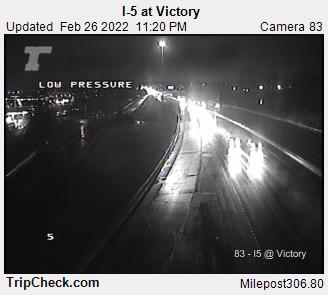 I-5 at Victory
Updated Feb 26 2022 11:20 PM Camera 83
T
LOW PRESSURE
S
83 - I5 @ Victory
TripCheck.com Milepost306.80